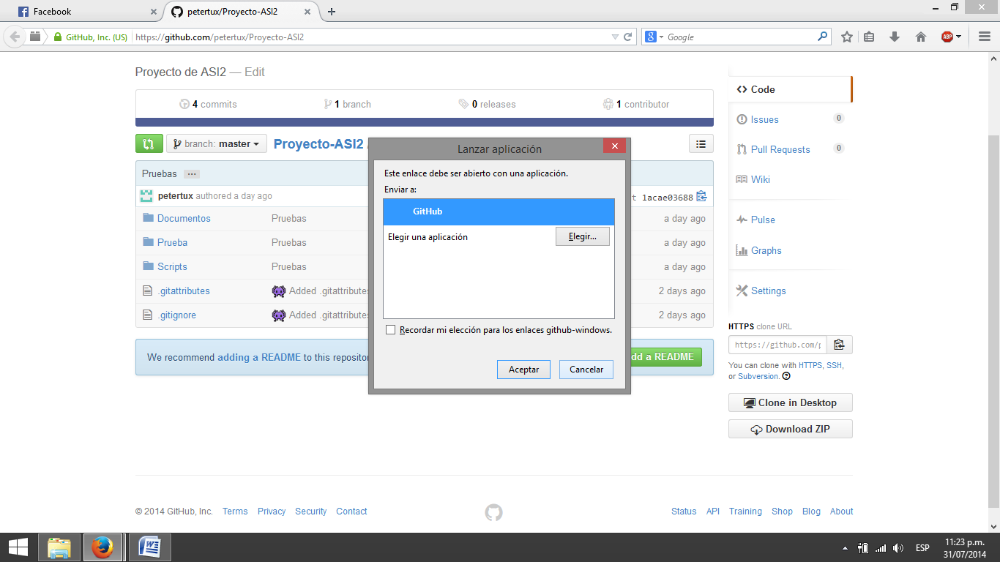 Facebook
petertux/Proyecto-ASI2
GitHub, Inc. (US)
https://github.com/petertux/Proyecto-ASI2
Google
ABP
Proyecto de ASI2 — Edit
4 commits
1 branch
0 releases
1 contributor
branch: master
Proyecto-ASI2
Pruebas
petertux authored a day ago
1acae03688
Documentos
Pruebas
a day ago
Prueba
Pruebas
a day ago
Scripts
Pruebas
a day ago
.gitattributes
Added .gitattributes
2 days ago
.gitignore
Added .gitattributes
2 days ago
We recommend adding a README to this
a README
Lanzar aplicación
Este enlace debe ser abierto con una aplicación.
Enviar a:
GitHub
Elegir una aplicación
Elegir...
Recordar mi elección para los enlaces github-windows.
Aceptar
Cancelar
Code
Issues 0
Pull Requests 0
Wiki
Pulse
Graphs
Settings
HTTPS clone URL
https://github.com/p
You can clone with HTTPS, SSH,
or Subversion.
Clone in Desktop
Download ZIP
© 2014 GitHub, Inc.
Terms
Privacy
Security
Contact
Status
API
Training
Shop
Blog
About
ESP
11:23 p.m.
31/07/2014